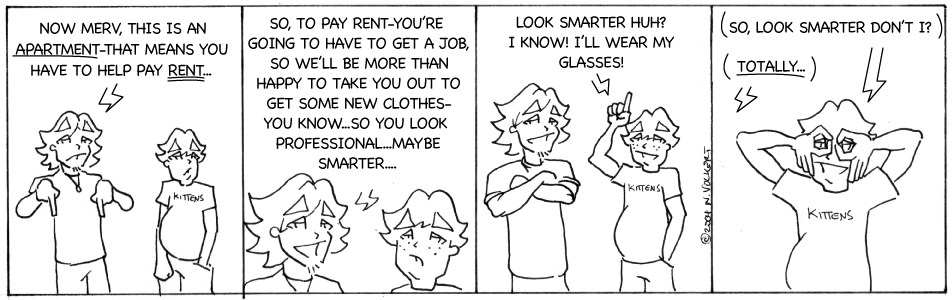 NOW MERV, THIS IS AN
APARTMENT-THAT MEANS YOU
HAVE TO HELP PAY RENT...
KITTENS
SO, TO PAY RENT-YOU'RE
GOING TO HAVE TO GET A JOB,
SO WE'LL BE MORE THAN
HAPPY TO TAKE YOU OUT TO
GET SOME NEW CLOTHES-
YOU KNOW...SO YOU LOOK
PROFESSIONAL...MAYBE
SMARTER....
LOOK SMARTER HUH?
I KNOW! I'LL WEAR MY
GLASSES!
KITTENS
©2004 N. VOLKERT
(SO, LOOK SMARTER DON'T I?)
(TOTALLY...)
KITTENS